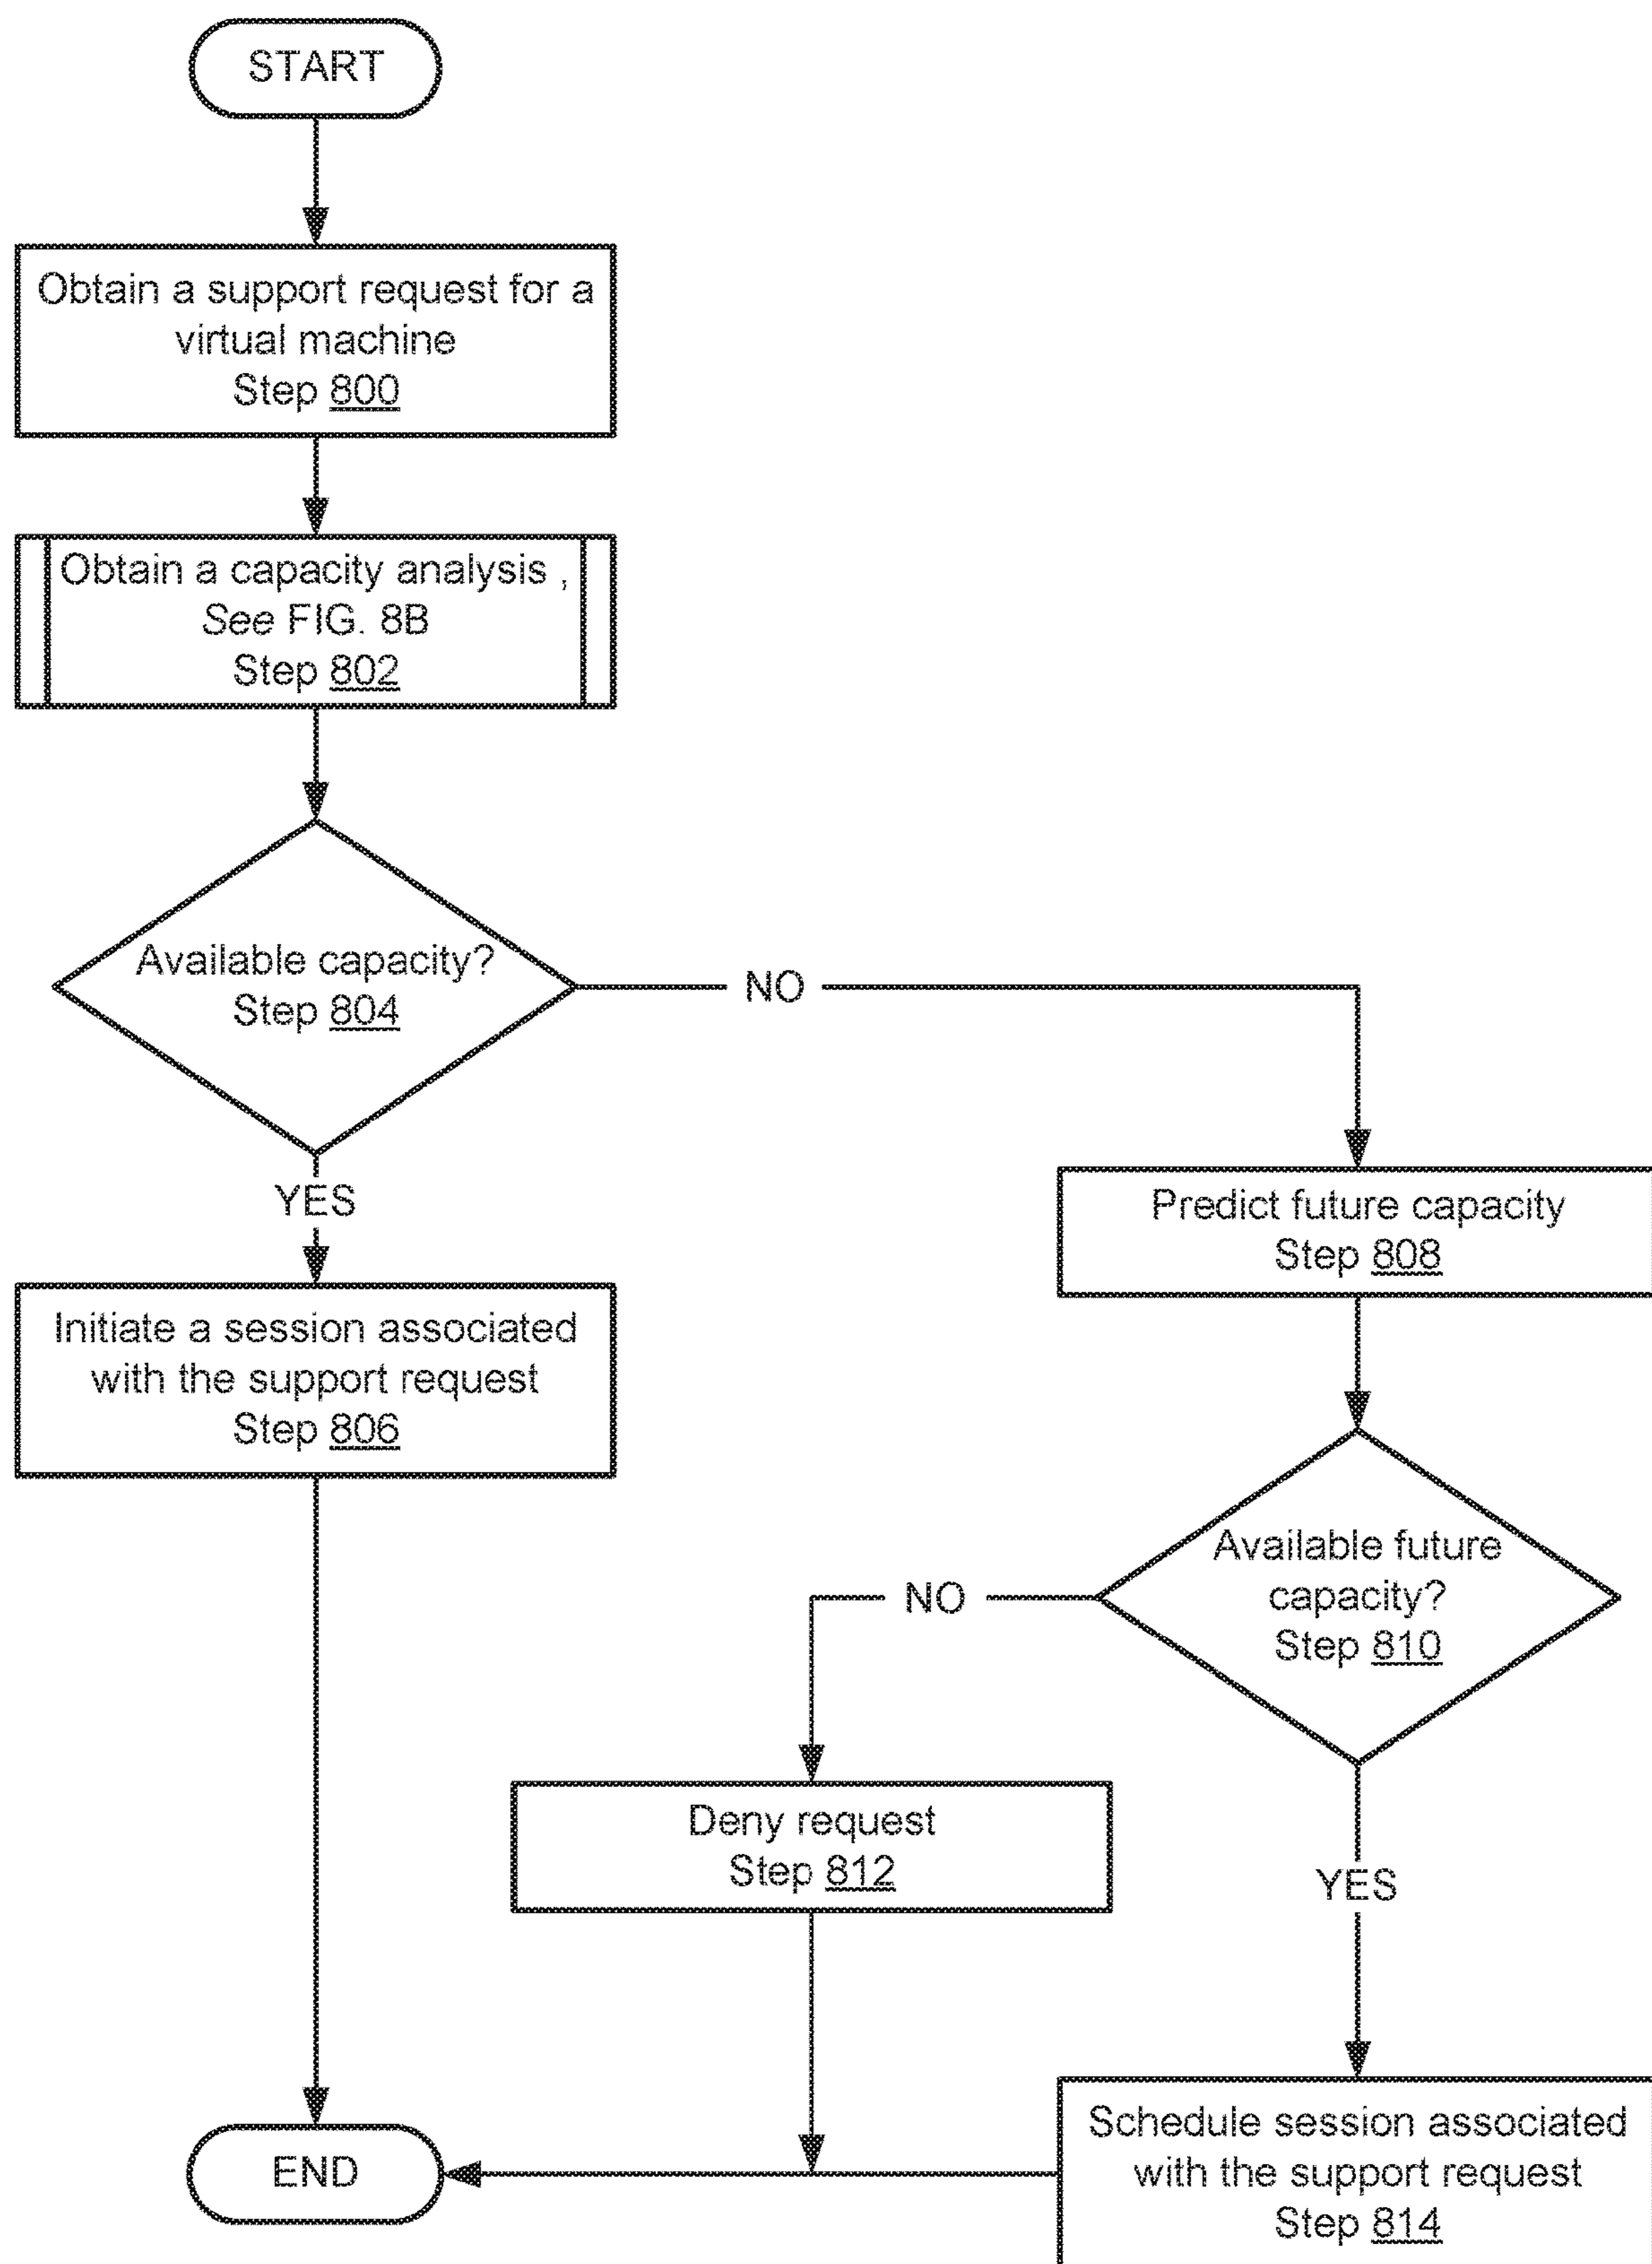 START
Obtain a support request for a
virtual machine
Step 800
Obtain a capacity analysis ,
See FIG. 8B
Step 802
Available capacity?
Step 804
NO
YES
Initiate a session associated
with the support request
Step 806
Predict future capacity
Step 808
Available future
capacity?
Step 810
NO
Deny request
Step 812
YES
Schedule session associated
with the support request
Step 814
END